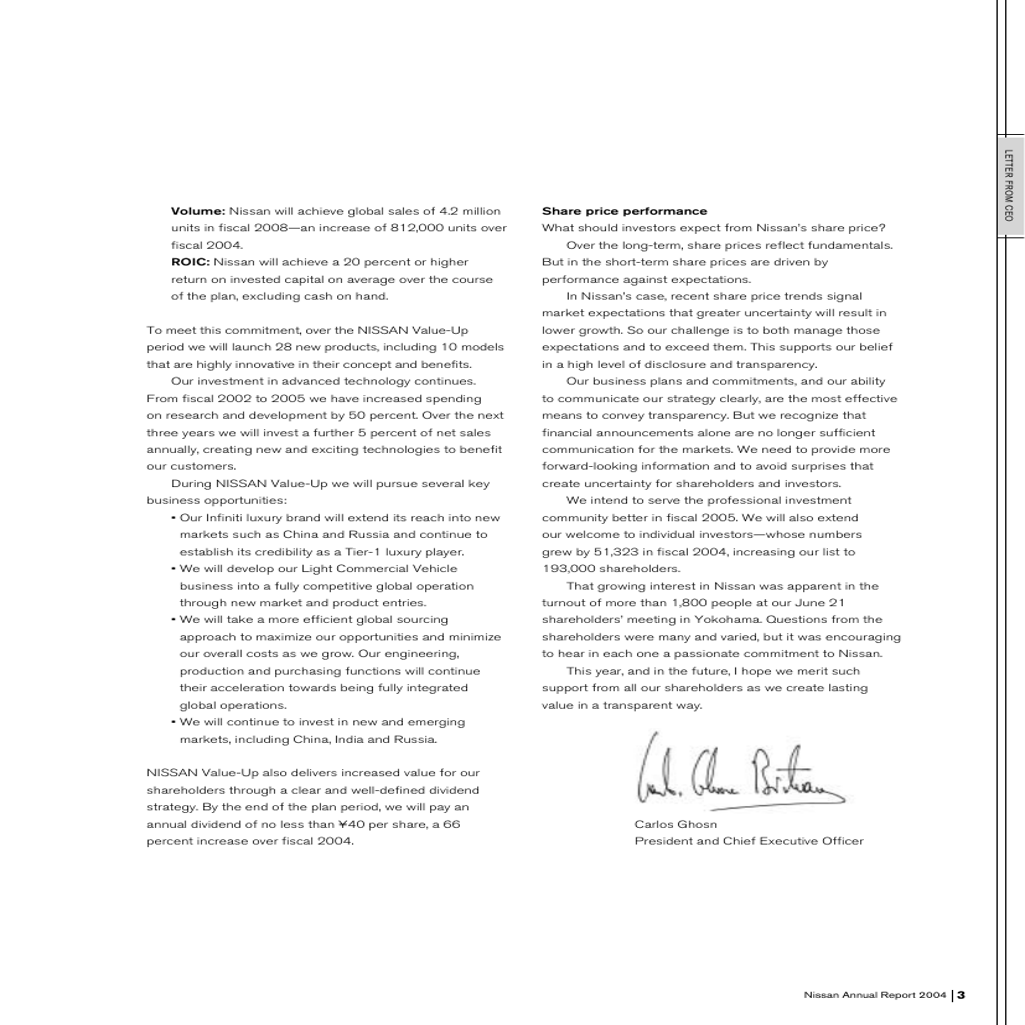 Volume: Nissan will achieve global sales of 4.2 million
units in fiscal 2008—an increase of 812,000 units over
fiscal 2004.
ROIC: Nissan will achieve a 20 percent or higher
return on invested capital on average over the course
of the plan, excluding cash on hand.
To meet this commitment, over the NISSAN Value-Up
period we will launch 28 new products, including 10 models
that are highly innovative in their concept and benefits.
Our investment in advanced technology continues.
From fiscal 2002 to 2005 we have increased spending
on research and development by 50 percent. Over the next
three years we will invest a further 5 percent of net sales
annually, creating new and exciting technologies to benefit
our customers.
During NISSAN Value-Up we will pursue several key
business opportunities:
• Our Infiniti luxury brand will extend its reach into new
markets such as China and Russia and continue to
establish its credibility as a Tier-1 luxury player.
• We will develop our Light Commercial Vehicle
business into a fully competitive global operation
through new market and product entries.
• We will take a more efficient global sourcing
approach to maximize our opportunities and minimize
our overall costs as we grow. Our engineering,
production and purchasing functions will continue
their acceleration towards being fully integrated
global operations.
• We will continue to invest in new and emerging
markets, including China, India and Russia.
NISSAN Value-Up also delivers increased value for our
shareholders through a clear and well-defined dividend
strategy. By the end of the plan period, we will pay an
annual dividend of no less than ¥40 per share, a 66
percent increase over fiscal 2004.
Share price performance
What should investors expect from Nissan's share price?
Over the long-term, share prices reflect fundamentals.
But in the short-term share prices are driven by
performance against expectations.
In Nissan's case, recent share price trends signal
market expectations that greater uncertainty will result in
lower growth. So our challenge is to both manage those
expectations and to exceed them. This supports our belief
in a high level of disclosure and transparency.
Our business plans and commitments, and our ability
to communicate our strategy clearly, are the most effective
means to convey transparency. But we recognize that
financial announcements alone are no longer sufficient
communication for the markets. We need to provide more
forward-looking information and to avoid surprises that
create uncertainty for shareholders and investors.
We intend to serve the professional investment
community better in fiscal 2005. We will also extend
our welcome to individual investors—whose numbers
grew by 51,323 in fiscal 2004, increasing our list to
193,000 shareholders.
That growing interest in Nissan was apparent in the
turnout of more than 1,800 people at our June 21
shareholders' meeting in Yokohama. Questions from the
shareholders were many and varied, but it was encouraging
to hear in each one a passionate commitment to Nissan.
This year, and in the future, I hope we merit such
support from all our shareholders as we create lasting
value in a transparent way.
Carlos Ghosn
President and Chief Executive Officer
LETTER FROM CEO
Nissan Annual Report 2004 | 3